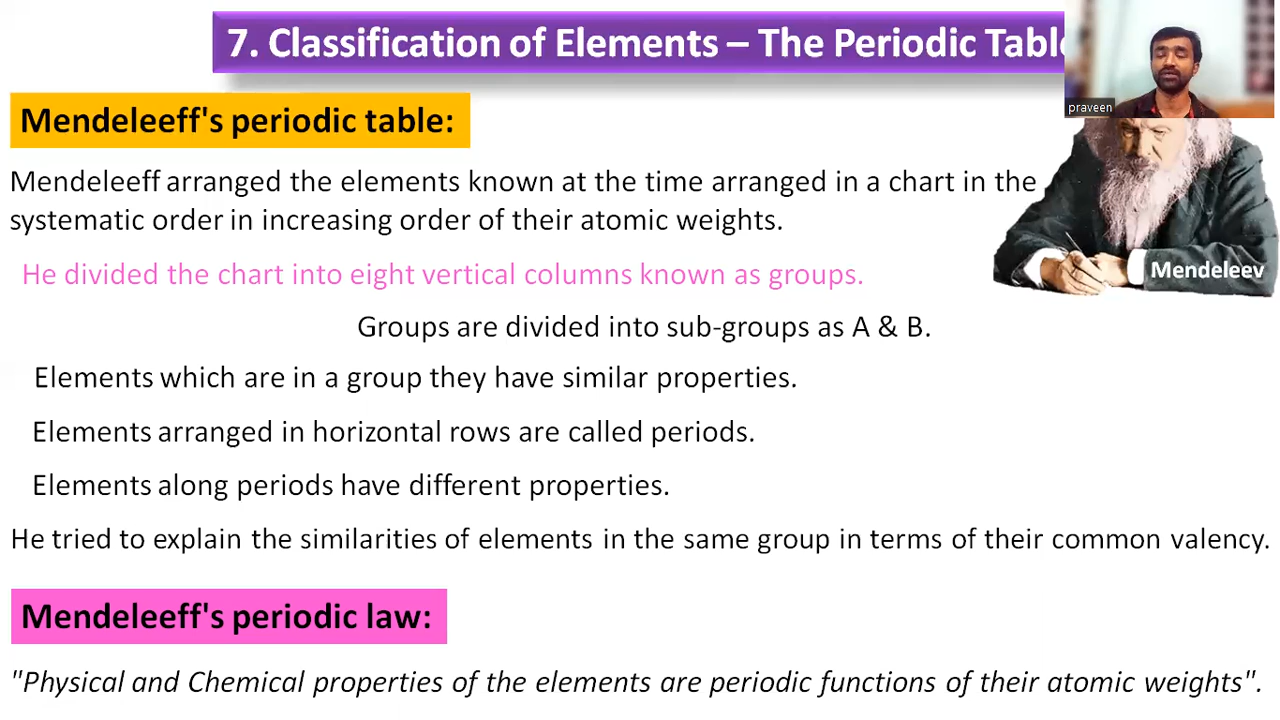 7. Classification of Elements – The Periodic Table
praveen
Mendeleeff's periodic table:
Mendeleeff arranged the elements known at the time arranged in a chart in the
systematic order in increasing order of their atomic weights.
He divided the chart into eight vertical columns known as groups.
Mendeleev
Groups are divided into sub-groups as A & B.
Elements which are in a group they have similar properties.
Elements arranged in horizontal rows are called periods.
Elements along periods have different properties.
He tried to explain the similarities of elements in the same group in terms of their common valency.
Mendeleeff's periodic law:
"Physical and Chemical properties of the elements are periodic functions of their atomic weights".